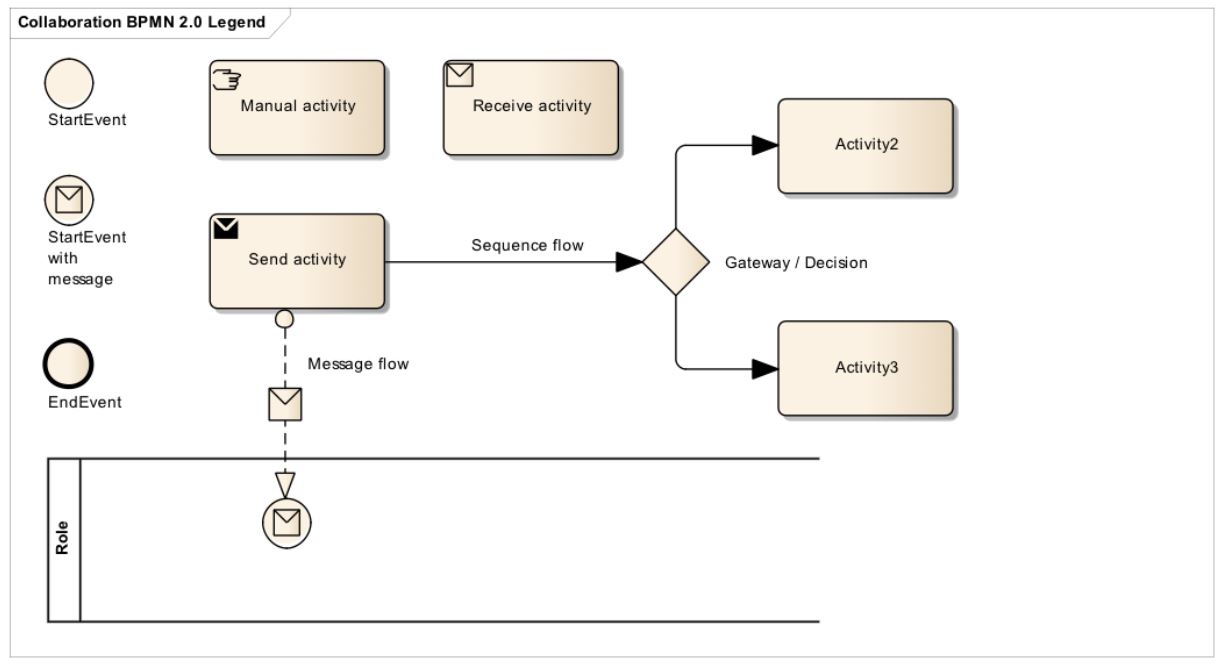 Collaboration BPMN 2.0 Legend
StartEvent
Manual activity
Receive activity
Activity2
StartEvent
with
message
Send activity
Sequence flow
Gateway / Decision
Message flow
Activity3
EndEvent
Role